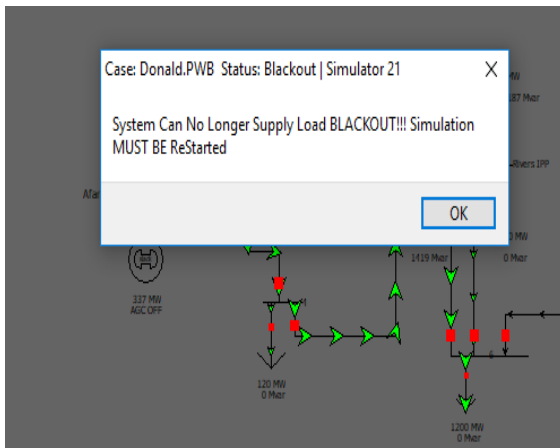 Case: Donald.PWB Status: Blackout | Simulator 21
System Can No Longer Supply Load BLACKOUT!!! Simulation
MUST BE ReStarted
OK
MW
187 Mvar
Rivers IPP
Afam
MW
1419 Mvar
0 Mvar
337 MW
AGC OFF
120 MW
0 Mvar
1200 MW
0 Mvar